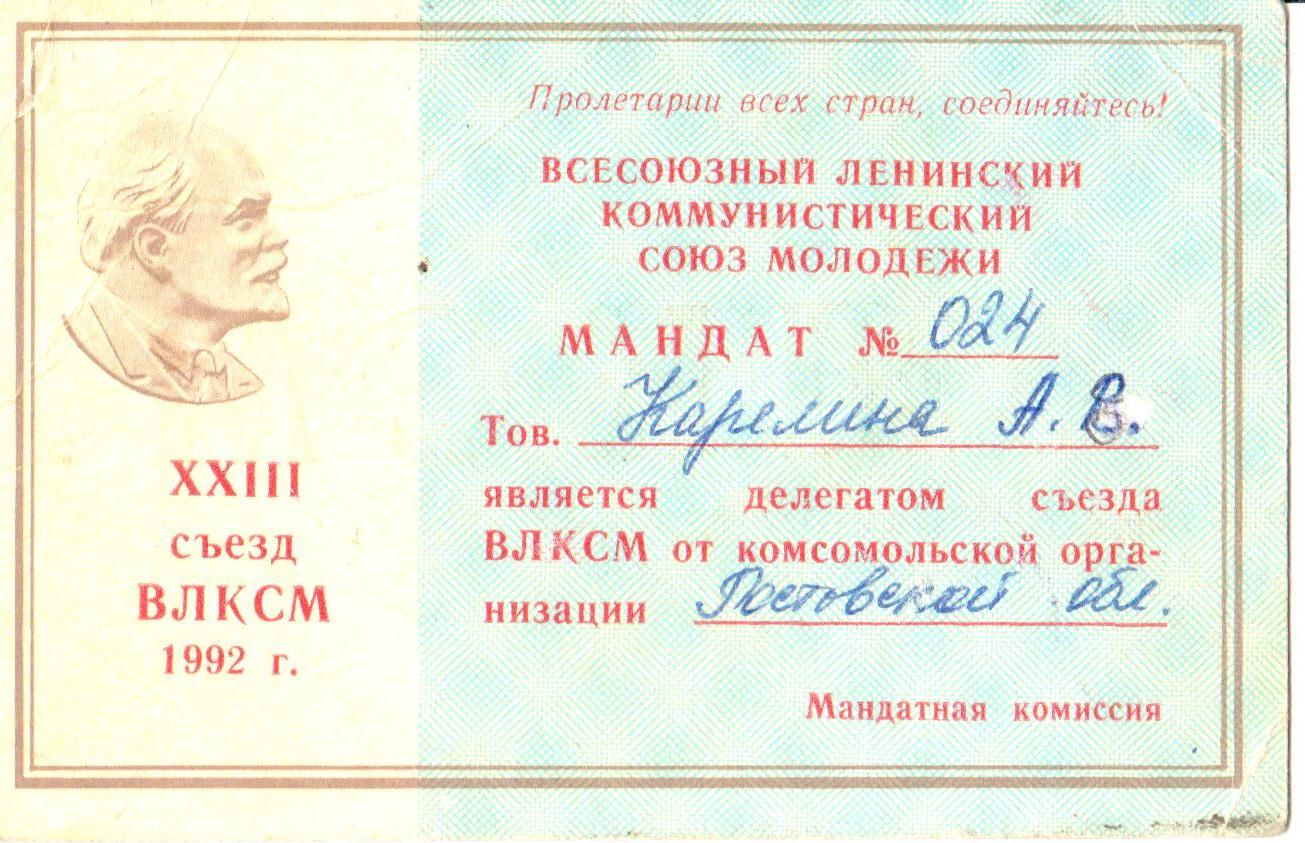 Пролетарии всех стран, соединяйтесь!
ВСЕСОЮЗНЫЙ ЛЕНИНСКИЙ
КОММУНИСТИЧЕСКИЙ
СОЮЗ МОЛОДЕЖИ
МАНДАТ № 024
Тов. Карелина А. В.
является делегатом съезда
ВЛКСМ от комсомольской орга-
низации Ростовской обл.
Мандатная комиссия
XXIII
съезд
ВЛКСМ
1992 г.